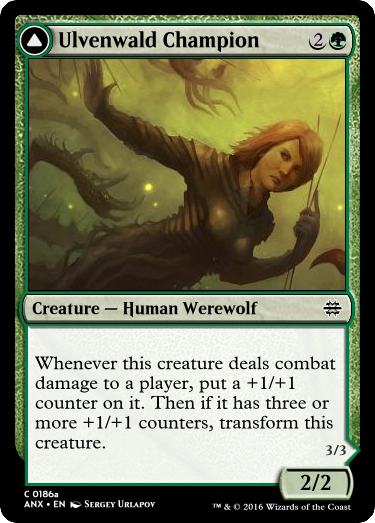 Ulvenwald Champion 2
Creature — Human Werewolf
Whenever this creature deals combat
damage to a player, put a +1/+1
counter on it. Then if it has three or
more +1/+1 counters, transform this
creature.
3/3
2/2
C 0186a
ANX • EN Sergey Urlapov
™ & © 2016 Wizards of the Coast